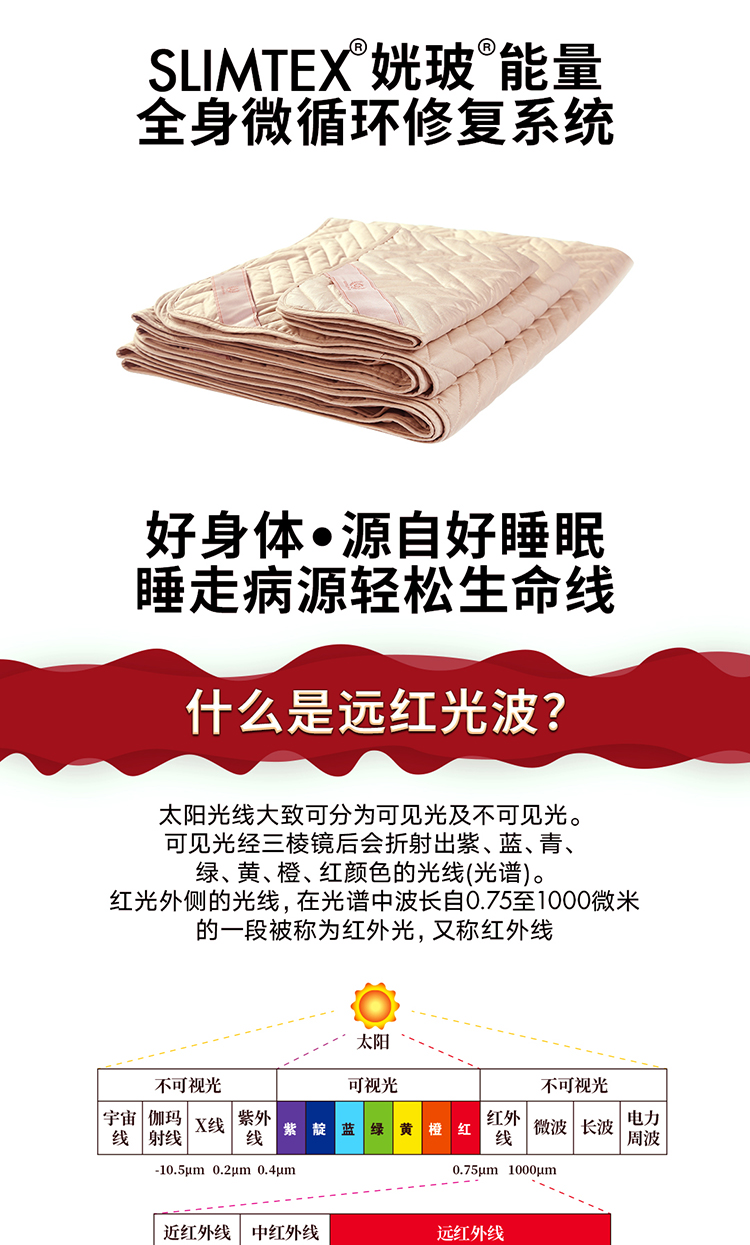 SLIMTEX®姯玻®能量
全身微循环修复系统
好身体•源自好睡眠
睡走病源轻松生命线
什么是远红光波?
太阳光线大致可分为可见光及不可见光。
可见光经三棱镜后会折射出紫、蓝、青、
绿、黄、橙、红颜色的光线(光谱)。
红光外侧的光线, 在光谱中波长自0.75至1000微米
的一段被称为红外光, 又称红外线
太阳
不可视光 可视光 不可视光
宇宙线 伽玛射线 X线 紫外线 紫 靛 蓝 绿 黄 橙 红 红外线 微波 长波 电力周波
-10.5μm 0.2μm 0.4μm 0.75μm 1000μm
近红外线 中红外线 远红外线